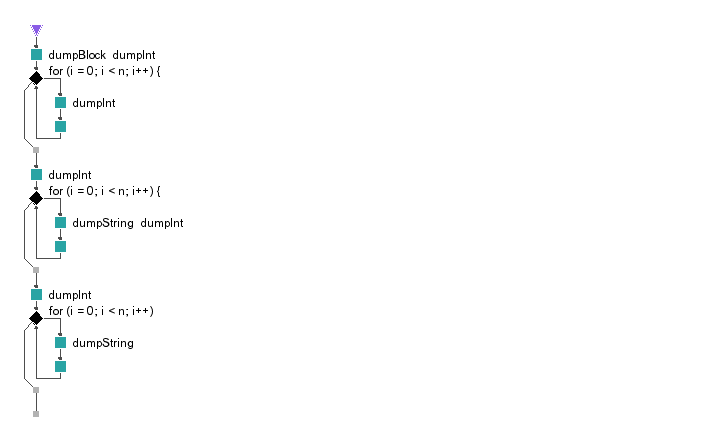 dumpBlock dumpInt
for (i = 0; i < n; i++) {
dumpInt
dumpInt
for (i = 0; i < n; i++) {
dumpString dumpInt
dumpInt
for (i = 0; i < n; i++)
dumpString